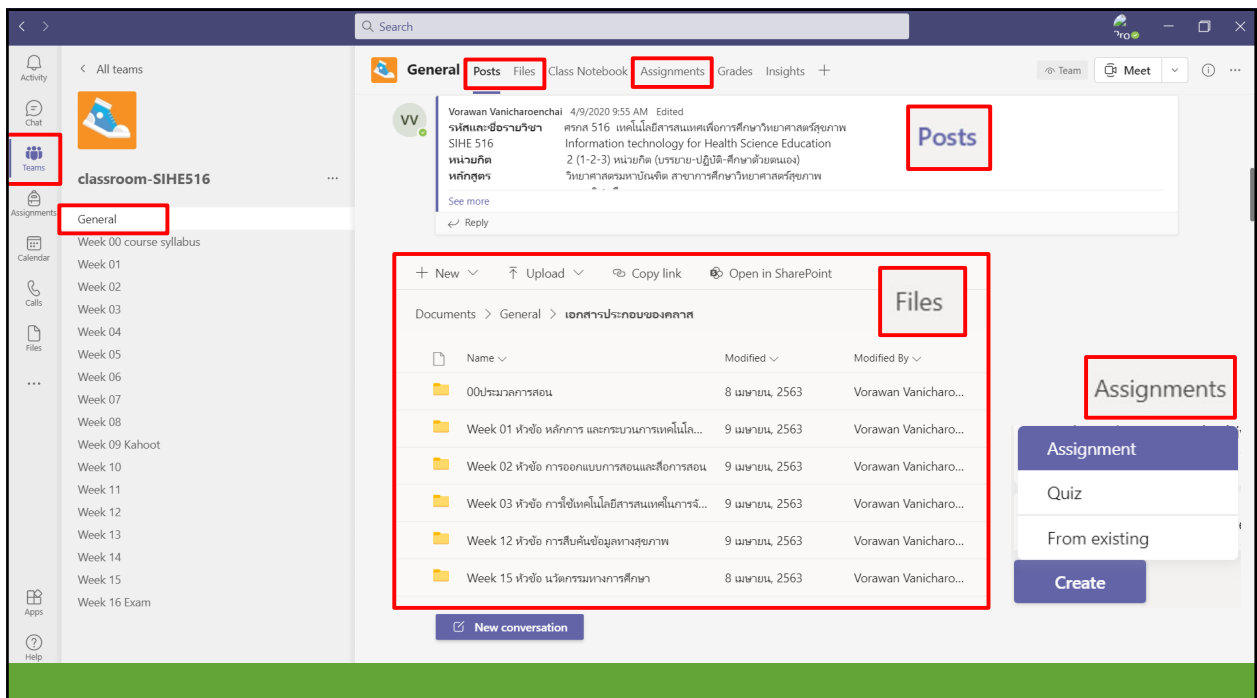 Search
Activity
Chat
Teams
Assignments
Calendar
Calls
Files
Apps
Help
All teams
classroom-SIHE516
General
Week 00 course syllabus
Week 01
Week 02
Week 03
Week 04
Week 05
Week 06
Week 07
Week 08
Week 09 Kahoot
Week 10
Week 11
Week 12
Week 13
Week 14
Week 15
Week 16 Exam
General Posts Files Class Notebook Assignments Grades Insights
Team Meet
VV
Vorawan Vanicharoenchai 4/9/2020 9:55 AM Edited
รหัสและชื่อรายวิชา ศรกส 516 เทคโนโลยีสารสนเทศเพื่อการศึกษาวิทยาศาสตร์สุขภาพ
SIHE 516 Information technology for Health Science Education
หน่วยกิต 2 (1-2-3) หน่วยกิต (บรรยาย-ปฏิบัติ-ศึกษาด้วยตนเอง)
หลักสูตร วิทยาศาสตรมหาบัณฑิต สาขาการศึกษาวิทยาศาสตร์สุขภาพ
See more
Reply
Posts
New Upload Copy link Open in SharePoint
Files
Documents > General > เอกสารประกอบของคลาส
Name Modified Modified By
00ประมวลการสอน 8 เมษายน, 2563 Vorawan Vanicharo...
Week 01 หัวข้อ หลักการ และกระบวนการเทคโนโล... 9 เมษายน, 2563 Vorawan Vanicharo...
Week 02 หัวข้อ การออกแบบการสอนและสื่อการสอน 9 เมษายน, 2563 Vorawan Vanicharo...
Week 03 หัวข้อ การใช้เทคโนโลยีสารสนเทศในการจั... 9 เมษายน, 2563 Vorawan Vanicharo...
Week 12 หัวข้อ การสืบค้นข้อมูลทางสุขภาพ 9 เมษายน, 2563 Vorawan Vanicharo...
Week 15 หัวข้อ นวัตกรรมทางการศึกษา 8 เมษายน, 2563 Vorawan Vanicharo...
New conversation
Assignments
Assignment
Quiz
From existing
Create